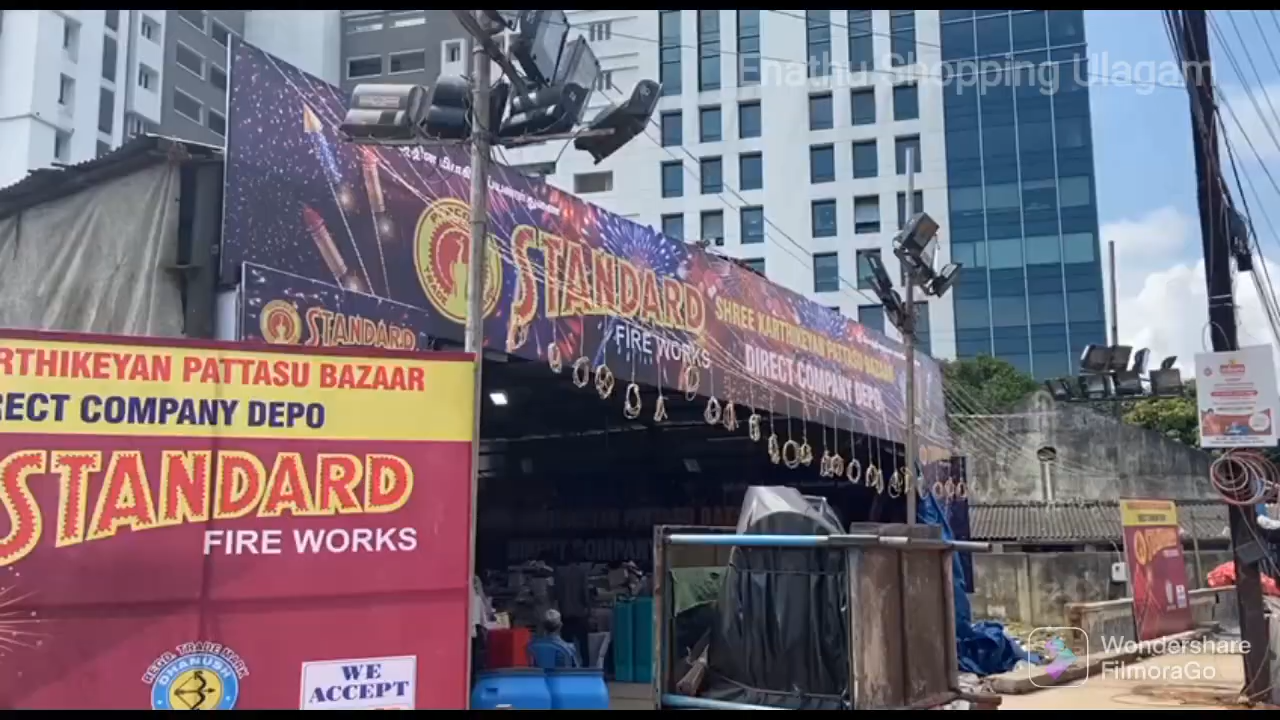 Enathu Shopping Ulagam
STANDARD
FIRE WORKS
SHREE KARTHIKEYAN PATTASU BAZAAR
DIRECT COMPANY DEPO
STANDARD
RTHIKEYAN PATTASU BAZAAR
RECT COMPANY DEPO
STANDARD
FIRE WORKS
REGD. TRADE MARK
DHANUSH
WE
ACCEPT
Wondershare
FilmoraGo